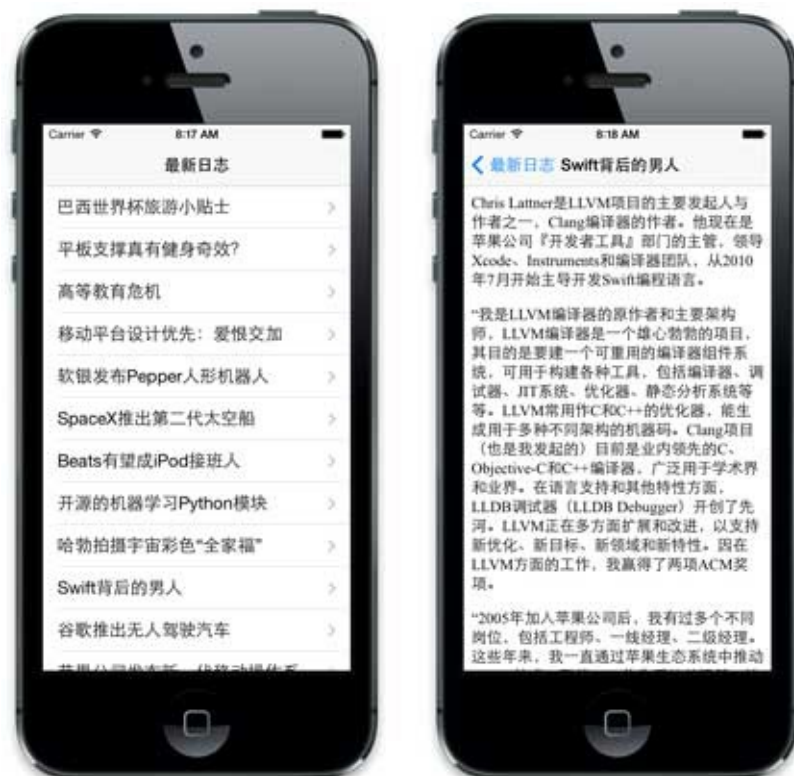 Carrier
8:17 AM
最新日志
巴西世界杯旅游小贴士
平板支撑真有健身奇效?
高等教育危机
移动平台设计优先：爱恨交加
软银发布Pepper人形机器人
SpaceX推出第二代太空船
Beats有望成iPod接班人
开源的机器学习Python模块
哈勃拍摄宇宙彩色“全家福”
Swift背后的男人
谷歌推出无人驾驶汽车
Carrier
8:18 AM
最新日志 Swift背后的男人
Chris Lattner是LLVM项目的主要发起人与
作者之一，Clang编译器的作者。他现在是
苹果公司『开发者工具』部门的主管，领导
Xcode、Instruments和编译器团队，从2010
年7月开始主导开发Swift编程语言。
“我是LLVM编译器的原作者和主要架构
师，LLVM编译器是一个雄心勃勃的项目，
其目的是要建一个可重用的编译器组件系
统，可用于构建各种工具，包括编译器、调
试器、JIT系统、优化器、静态分析系统等
等。LLVM常用作C和C++的优化器，能生
成用于多种不同架构的机器码。Clang项目
（也是我发起的）目前是业内领先的C、
Objective-C和C++编译器，广泛用于学术界
和业界。在语言支持和其他特性方面，
LLDB调试器（LLDB Debugger）开创了先
河。LLVM正在多方面扩展和改进，以支持
新优化、新目标、新领域和新特性。因在
LLVM方面的工作，我赢得了两项ACM奖
项。
“2005年加入苹果公司后，我有过多个不同
岗位，包括工程师、一线经理、二级经理。
这些年来，我一直通过苹果生态系统中推动